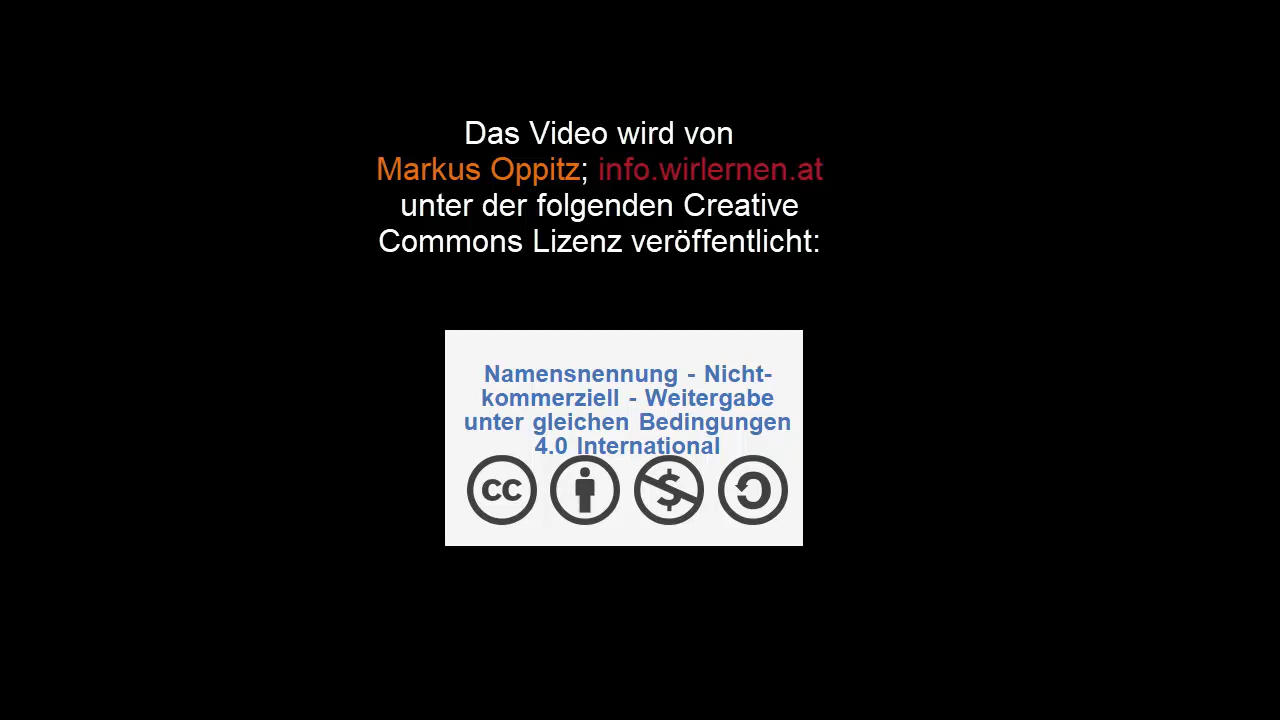 Das Video wird von
Markus Oppitz; info.wirlernen.at
unter der folgenden Creative
Commons Lizenz veröffentlicht:
Namensnennung - Nicht-
kommerziell - Weitergabe
unter gleichen Bedingungen
4.0 International
cc
$